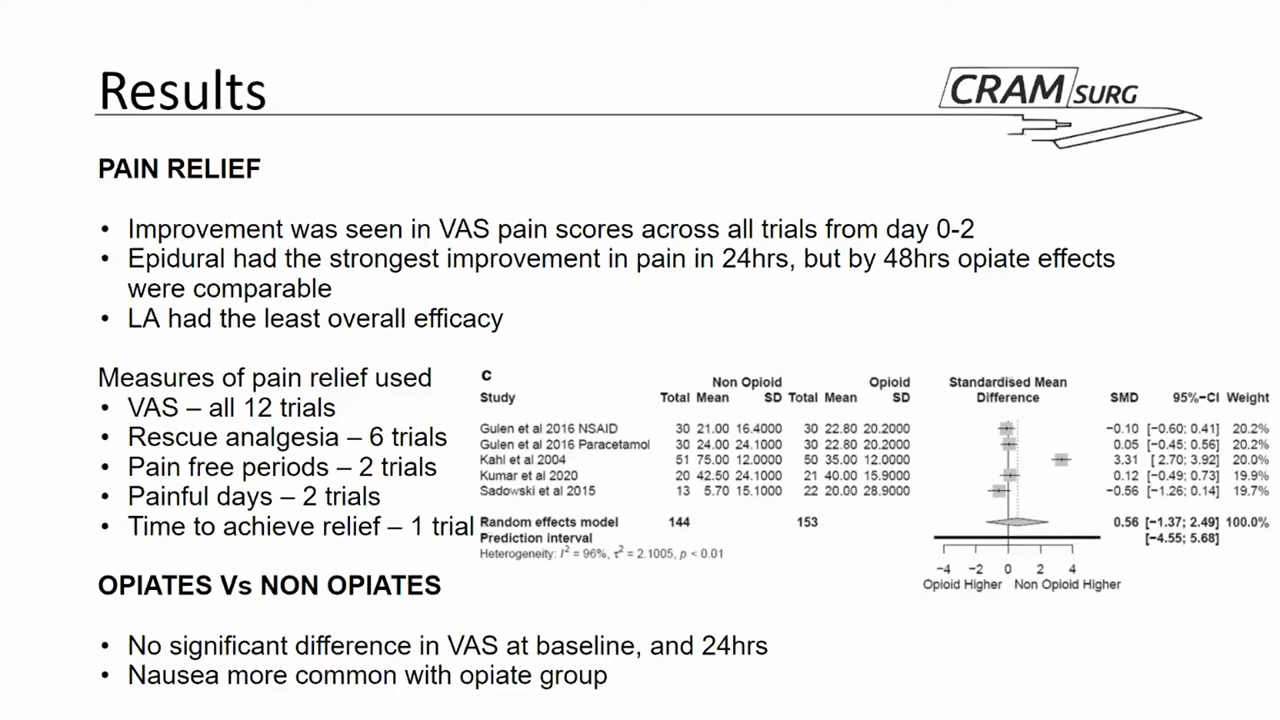 Results
CRAM SURG
PAIN RELIEF
• Improvement was seen in VAS pain scores across all trials from day 0-2
• Epidural had the strongest improvement in pain in 24hrs, but by 48hrs opiate effects
were comparable
• LA had the least overall efficacy
Measures of pain relief used
• VAS – all 12 trials
• Rescue analgesia – 6 trials
• Pain free periods – 2 trials
• Painful days – 2 trials
• Time to achieve relief – 1 trial
C
Non Opioid Opioid Standardised Mean
Study Total Mean SD Total Mean SD Difference SMD 95%-CI Weight
Gulen et al 2016 NSAID 30 21.00 16.4000 30 22.80 20.2000 −0.10 [−0.60; 0.41] 20.2%
Gulen et al 2016 Paracetamol 30 24.00 24.1000 30 22.80 20.2000 0.05 [−0.45; 0.56] 20.2%
Kahl et al 2004 51 75.00 12.0000 50 35.00 12.0000 3.31 [ 2.70; 3.92] 20.0%
Kumar et al 2020 20 42.50 24.1000 21 40.00 15.9000 0.12 [−0.49; 0.73] 19.9%
Sadowski et al 2015 13 5.70 15.1000 22 20.00 28.9000 −0.56 [−1.26; 0.14] 19.7%
Random effects model 144 153 0.56 [−1.37; 2.49] 100.0%
Prediction interval [−4.55; 5.68]
Heterogeneity: I² = 96%, τ² = 2.1005, p < 0.01
−4 −2 0 2 4
Opioid Higher Non Opioid Higher
OPIATES Vs NON OPIATES
• No significant difference in VAS at baseline, and 24hrs
• Nausea more common with opiate group